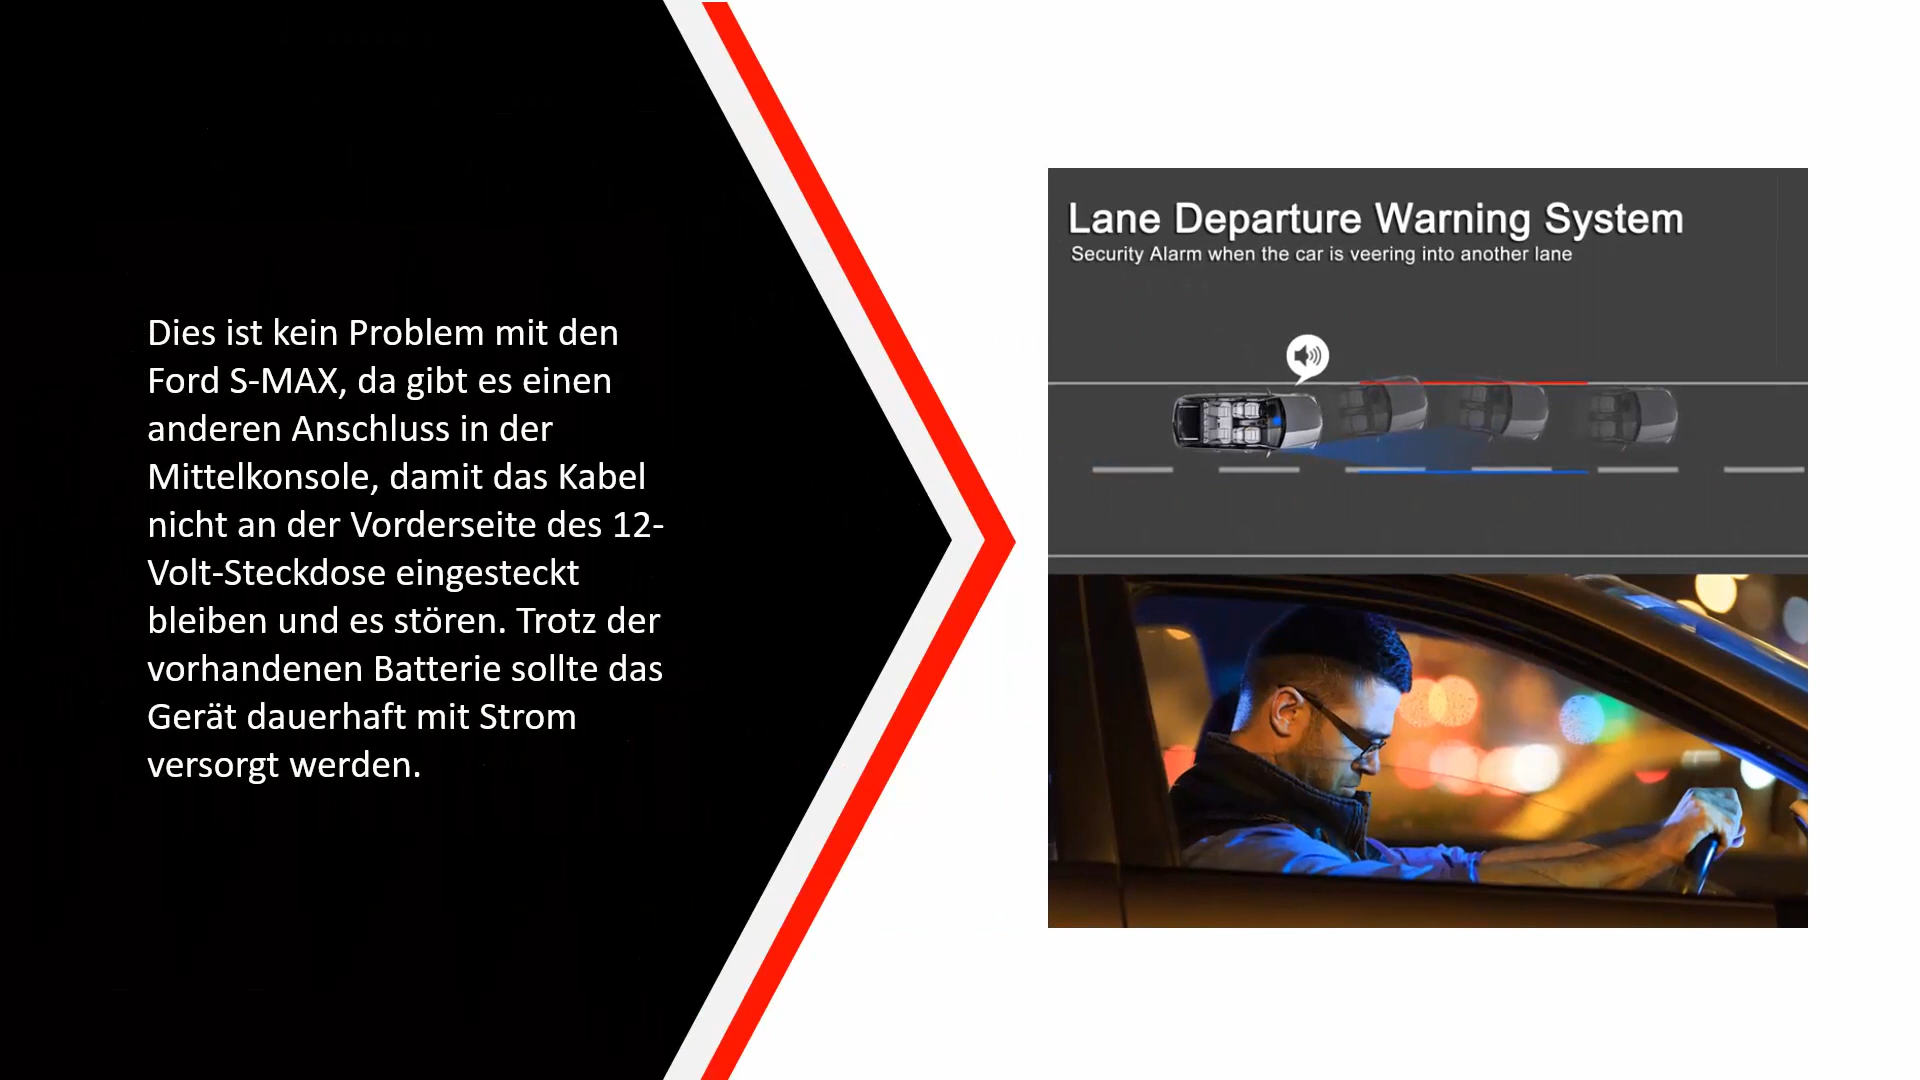 Dies ist kein Problem mit den
Ford S-MAX, da gibt es einen
anderen Anschluss in der
Mittelkonsole, damit das Kabel
nicht an der Vorderseite des 12-
Volt-Steckdose eingesteckt
bleiben und es stören. Trotz der
vorhandenen Batterie sollte das
Gerät dauerhaft mit Strom
versorgt werden.
Lane Departure Warning System
Security Alarm when the car is veering into another lane